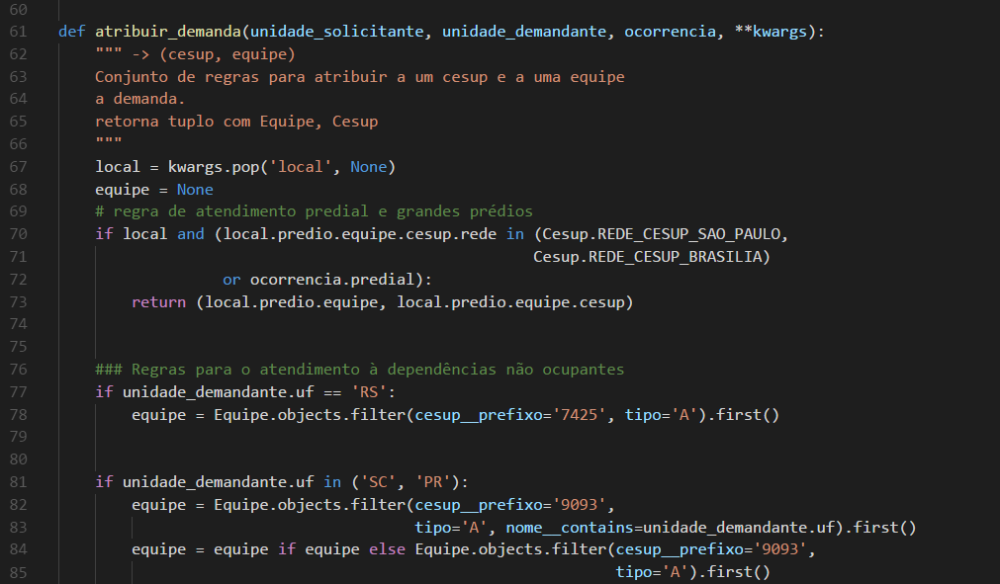 60
61 def atribuir_demanda(unidade_solicitante, unidade_demandante, ocorrencia, **kwargs):
62 """ -> (cesup, equipe)
63 Conjunto de regras para atribuir a um cesup e a uma equipe
64 a demanda.
65 retorna tuplo com Equipe, Cesup
66 """
67 local = kwargs.pop('local', None)
68 equipe = None
69 # regra de atendimento predial e grandes prédios
70 if local and (local.predio.equipe.cesup.rede in (Cesup.REDE_CESUP_SAO_PAULO,
71 Cesup.REDE_CESUP_BRASILIA)
72 or ocorrencia.predial):
73 return (local.predio.equipe, local.predio.equipe.cesup)
74
75
76 ### Regras para o atendimento à dependências não ocupantes
77 if unidade_demandante.uf == 'RS':
78 equipe = Equipe.objects.filter(cesup__prefixo='7425', tipo='A').first()
79
80
81 if unidade_demandante.uf in ('SC', 'PR'):
82 equipe = Equipe.objects.filter(cesup__prefixo='9093',
83 tipo='A', nome__contains=unidade_demandante.uf).first()
84 equipe = equipe if equipe else Equipe.objects.filter(cesup__prefixo='9093',
85 tipo='A').first()